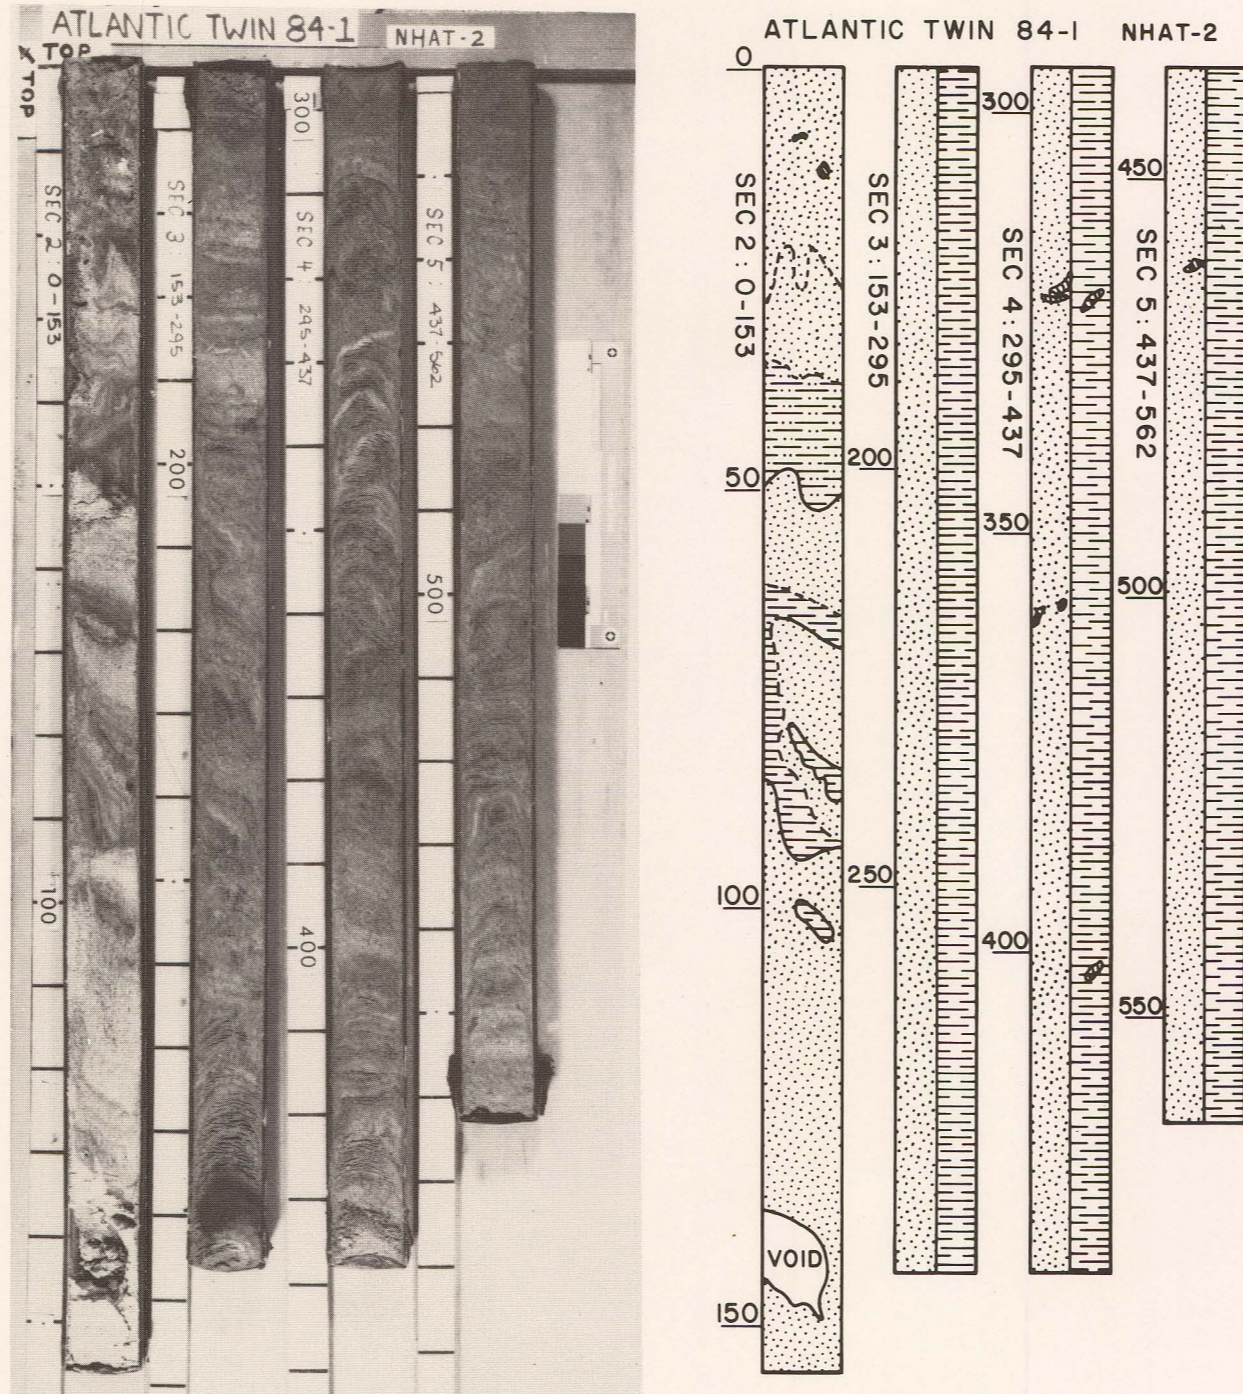 ATLANTIC TWIN 84-1
NHAT-2
X TOP
TOP
SEC 2 0-153
100
SEC 3 : 153-295
200
300
SEC 4 : 295-437
400
SEC 5 : 437-562
500
0
0
ATLANTIC TWIN 84-1 NHAT-2
0
50
100
150
SEC 2 : 0-153
VOID
200
250
SEC 3 : 153-295
300
350
400
SEC 4 : 295-437
450
500
550
SEC 5 : 437-562